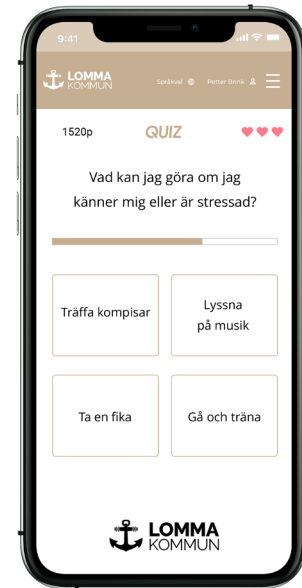 9:41
LOMMA
KOMMUN
Språkval
Petter Brink
1520p
QUIZ
Vad kan jag göra om jag
känner mig eller är stressad?
Träffa kompisar
Lyssna
på musik
Ta en fika
Gå och träna
LOMMA
KOMMUN